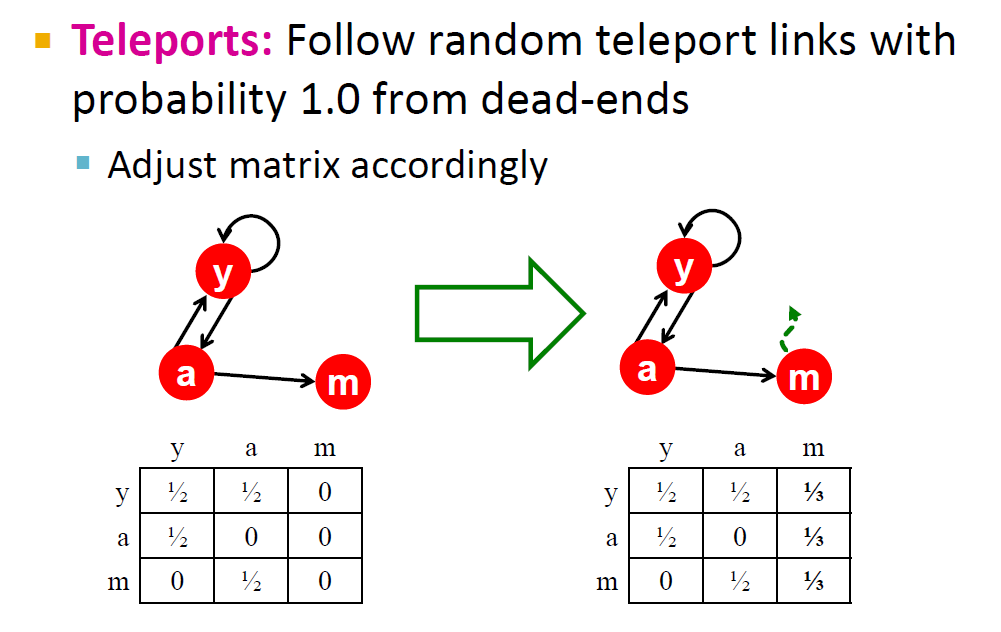 Teleports: Follow random teleport links with
probability 1.0 from dead-ends
Adjust matrix accordingly
y
a
m
y
a
m
y a m
y ½ ½ 0
a ½ 0 0
m 0 ½ 0
y a m
y ½ ½ ⅓
a ½ 0 ⅓
m 0 ½ ⅓